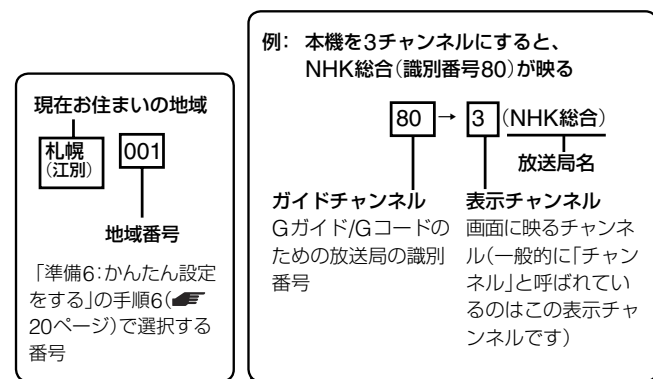 現在お住まいの地域
札幌
（江別）
001
地域番号
「準備6:かんたん設定
をする」の手順6（☛
20ページ）で選択する
番号
例： 本機を3チャンネルにすると、
NHK総合（識別番号80）が映る
80 → 3 （NHK総合）
放送局名
ガイドチャンネル
Gガイド/Gコードの
ための放送局の識別
番号
表示チャンネル
画面に映るチャンネ
ル（一般的に「チャン
ネル」と呼ばれてい
るのはこの表示チャ
ンネルです）